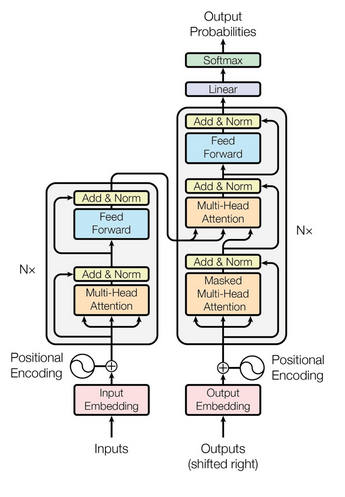 Output
Probabilities
Softmax
Linear
Add & Norm
Feed
Forward
Add & Norm
Multi-Head
Attention
Add & Norm
Masked
Multi-Head
Attention
N×
Add & Norm
Feed
Forward
Add & Norm
Multi-Head
Attention
N×
Positional
Encoding
Positional
Encoding
Input
Embedding
Output
Embedding
Inputs
Outputs
(shifted right)